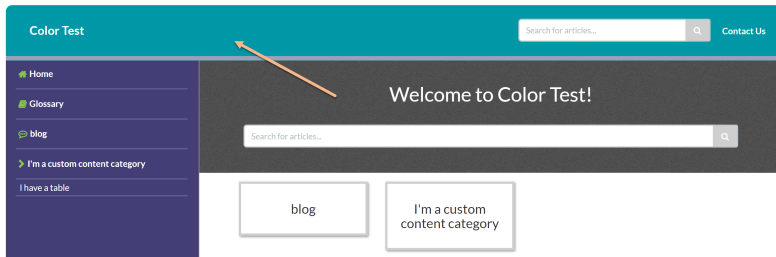 Color Test
Search for articles...
Contact Us
Home
Glossary
blog
I'm a custom content category
I have a table
Welcome to Color Test!
Search for articles...
blog
I'm a custom
content category